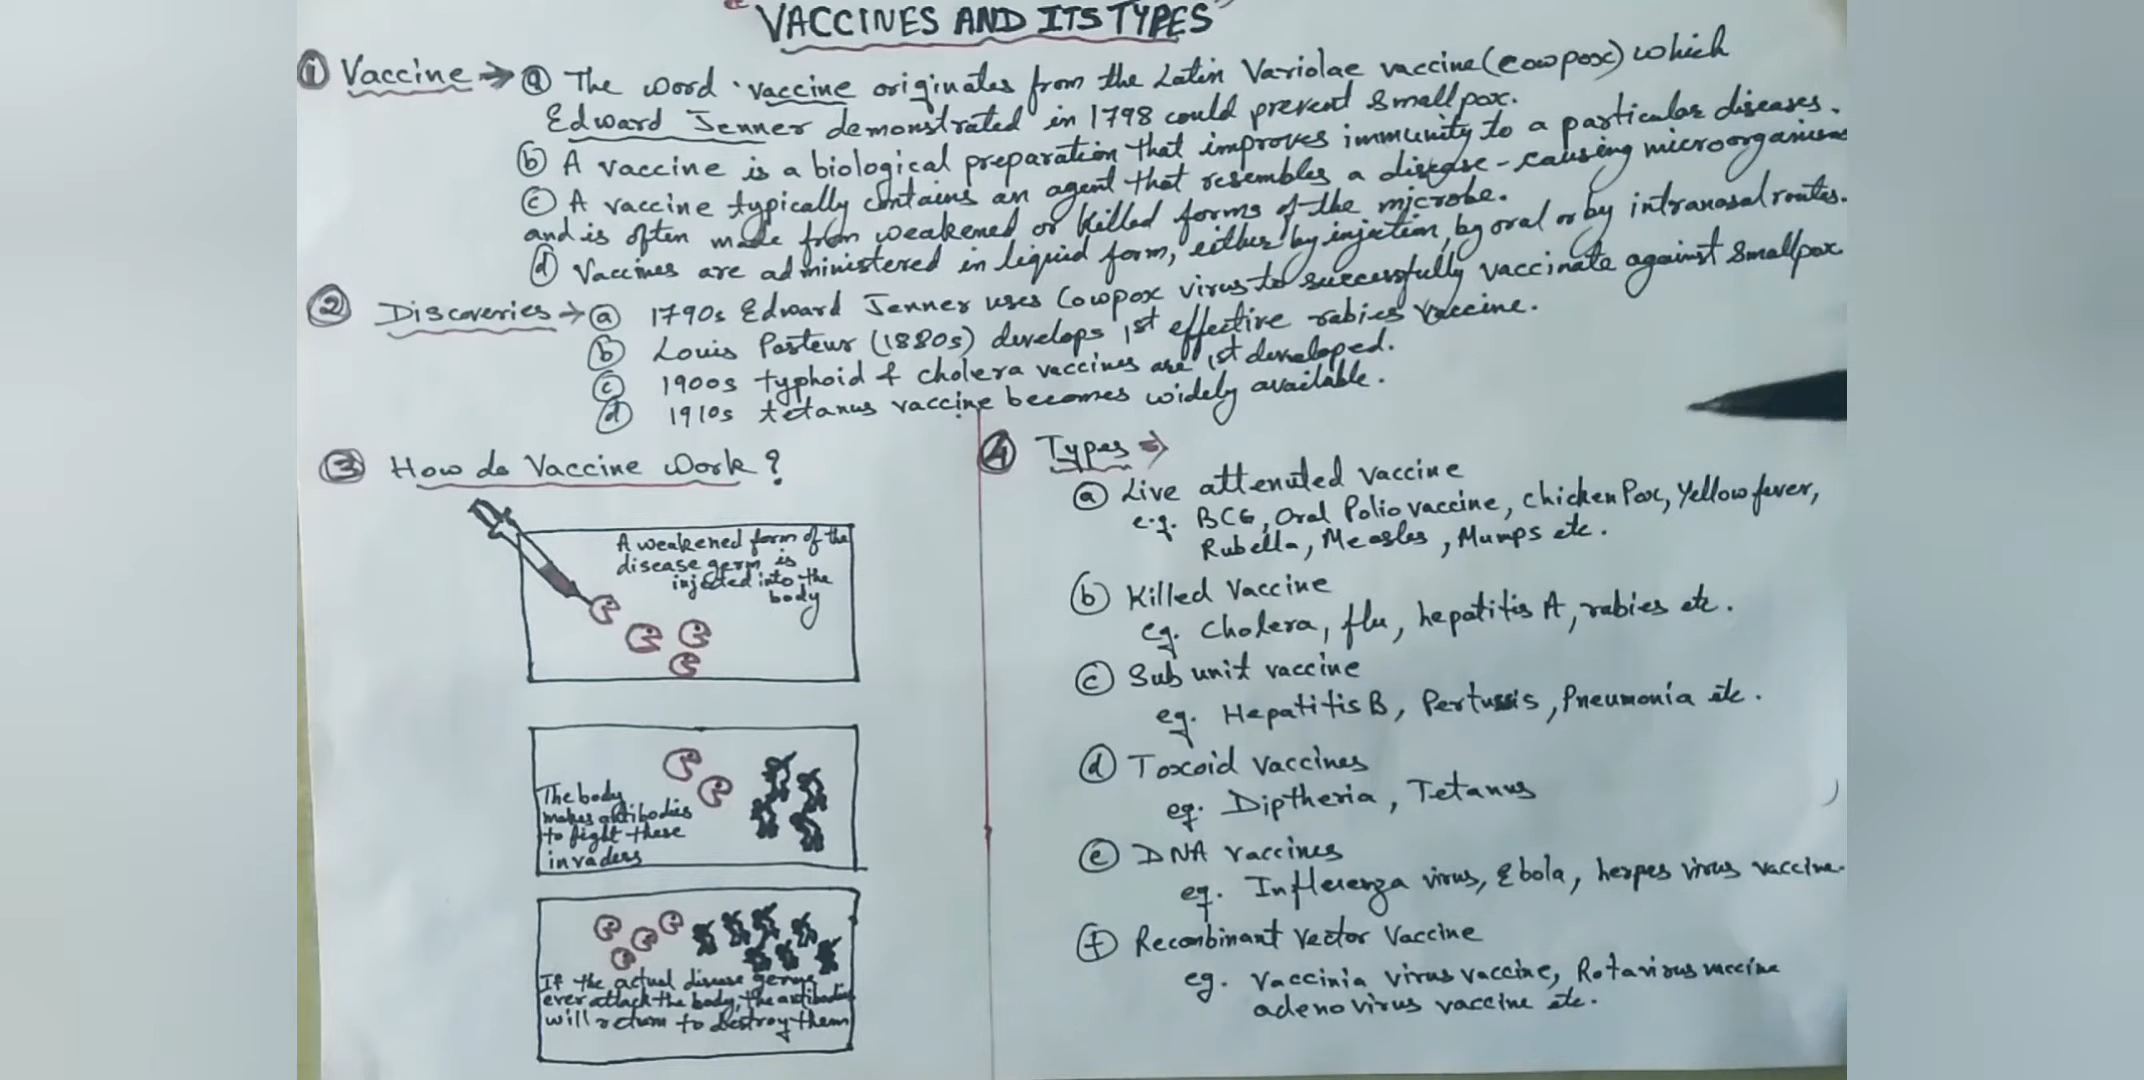 "VACCINES AND ITS TYPES"
① Vaccine → ⓐ The word 'vaccine originates from the Latin Variolae vaccine (cowpox) which
Edward Jenner demonstrated in 1798 could prevent smallpox.
ⓑ A vaccine is a biological preparation that improves immunity to a particular diseases.
ⓒ A vaccine typically contains an agent that resembles a disease-causing microorganisms
and is often made from weakened or killed forms of the microbe.
ⓓ Vaccines are administered in liquid form, either by injection, by oral or by intranasal routes.
② Discoveries → ⓐ 1790s Edward Jenner uses Cowpox virus to successfully vaccinate against smallpox
ⓑ Louis Pasteur (1880s) develops 1st effective rabies vaccine.
ⓒ 1900s typhoid & cholera vaccines are 1st developed.
ⓓ 1910s tetanus vaccine becomes widely available.
③ How do Vaccine Work?
A weakened form of the
disease germ is
injected into the
body
The body
makes antibodies
to fight these
invaders
If the actual disease germs
ever attack the body, the antibodies
will return to destroy them
④ Types ⇒
ⓐ Live attenuted vaccine
e.g. BCG, Oral Polio vaccine, chicken Pox, Yellow fever,
Rubella, Measles, Mumps etc.
ⓑ Killed Vaccine
eg. Cholera, flu, hepatitis A, rabies etc.
ⓒ Sub unit vaccine
eg. Hepatitis B, Pertussis, Pneumonia etc.
ⓓ Toxoid Vaccines
eg. Diptheria, Tetanus
ⓔ DNA vaccines
eg. Influenza virus, Ebola, herpes virus vaccine.
ⓕ Recombinant Vector Vaccine
eg. Vaccinia virus vaccine, Rotavirus vaccine
adeno virus vaccine etc.